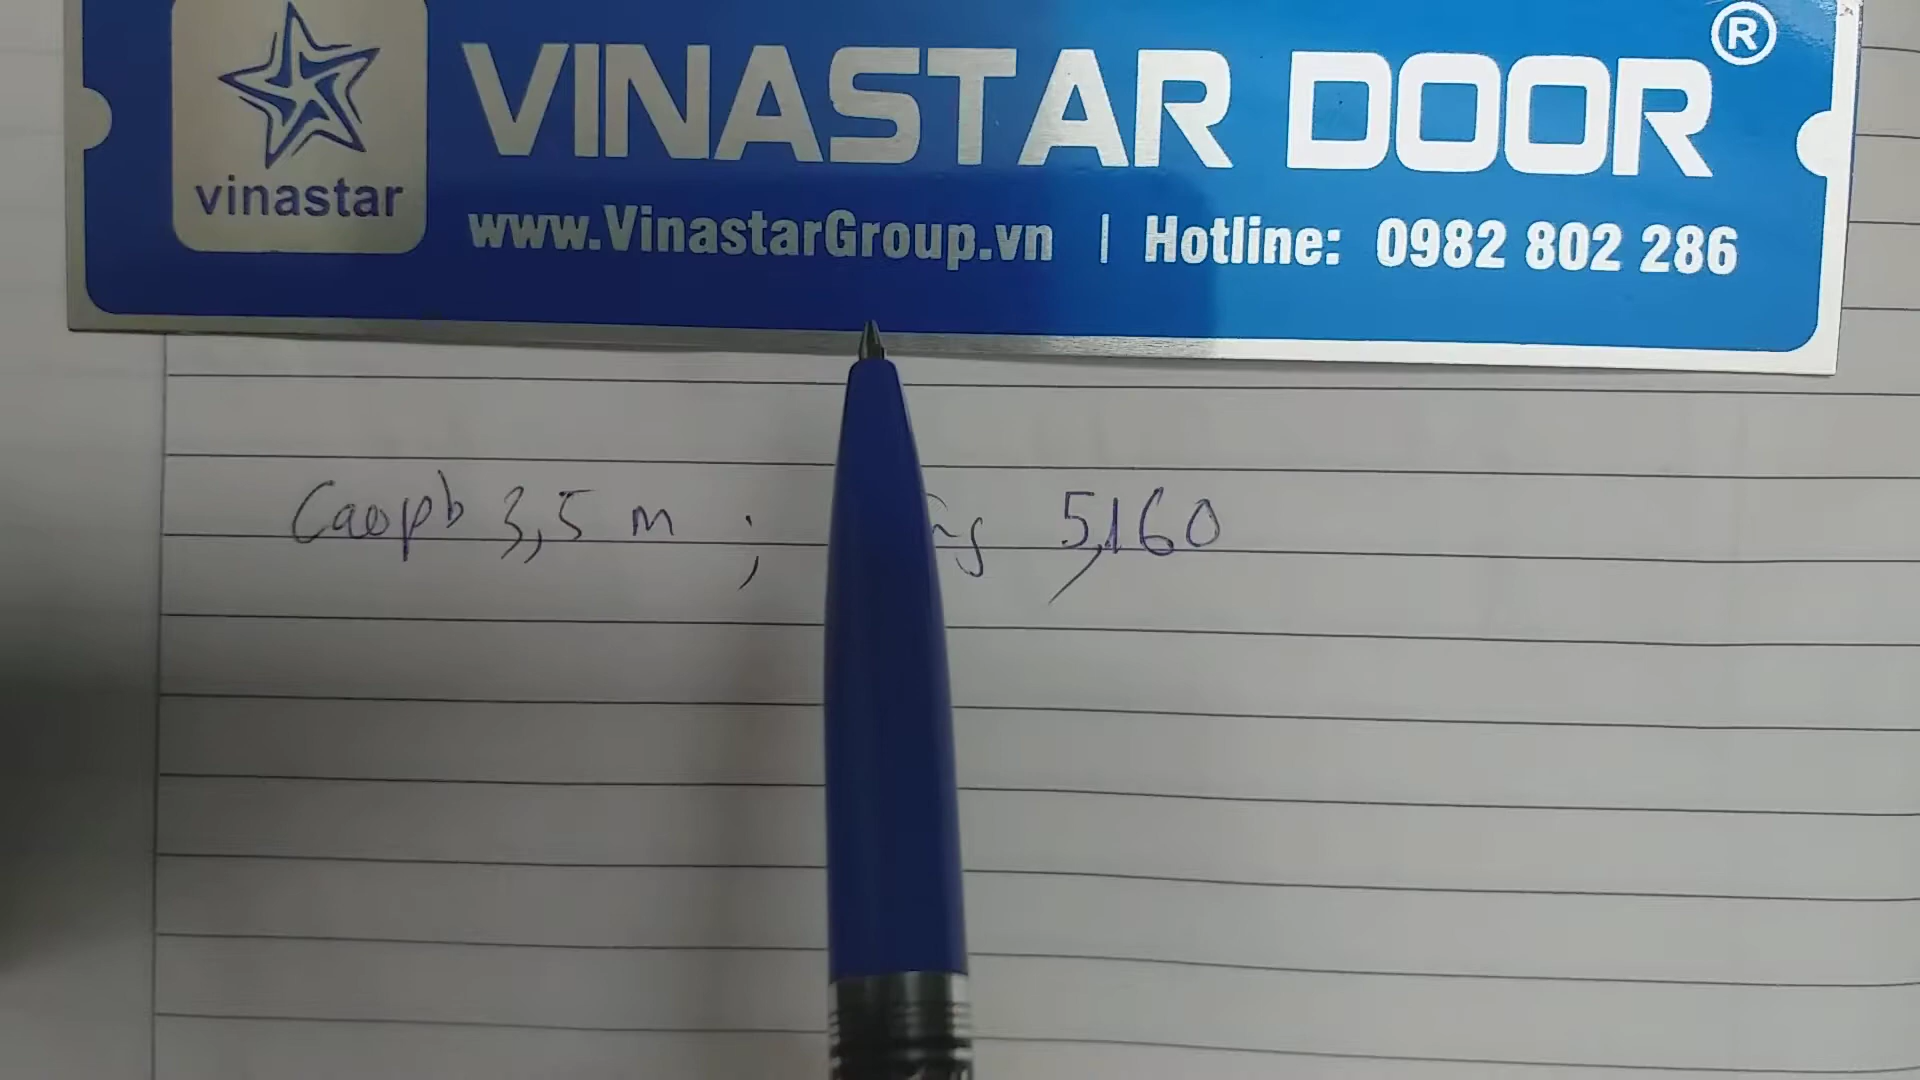 VINASTAR DOOR ®
vinastar
www.VinastarGroup.vn | Hotline: 0982 802 286
Caopb 3,5 m ; 5,160